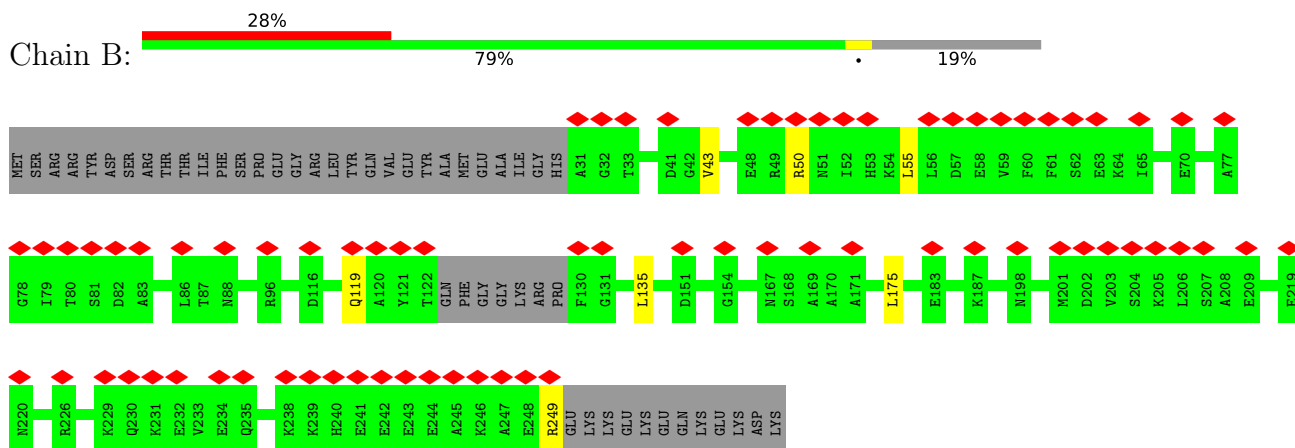 28%
Chain B:
79% • 19%
MET SER ARG ARG TYR ASP SER ARG THR THR ILE PHE SER PRO GLU GLY ARG LEU TYR GLN VAL GLU TYR ALA MET GLU ALA ILE GLY HIS A31 G32 T33 D41 G42 V43 E48 R49 R50 N51 I52 H53 K54 L55 L56 D57 E58 V59 F60 F61 S62 E63 K64 I65 E70 A77
G78 I79 T80 S81 D82 A83 L86 T87 N88 R96 D116 Q119 A120 Y121 T122 GLN PHE GLY GLY LYS ARG PRO F130 G131 L135 D151 G154 N167 S168 A169 A170 A171 L175 E183 K187 N198 M201 D202 V203 S204 K205 L206 S207 A208 E209 E219
N220 R226 K229 Q230 K231 E232 V233 E234 Q235 K238 K239 H240 E241 E242 E243 E244 A245 K246 A247 E248 R249 GLU LYS LYS GLU LYS GLU GLN LYS GLU LYS ASP LYS